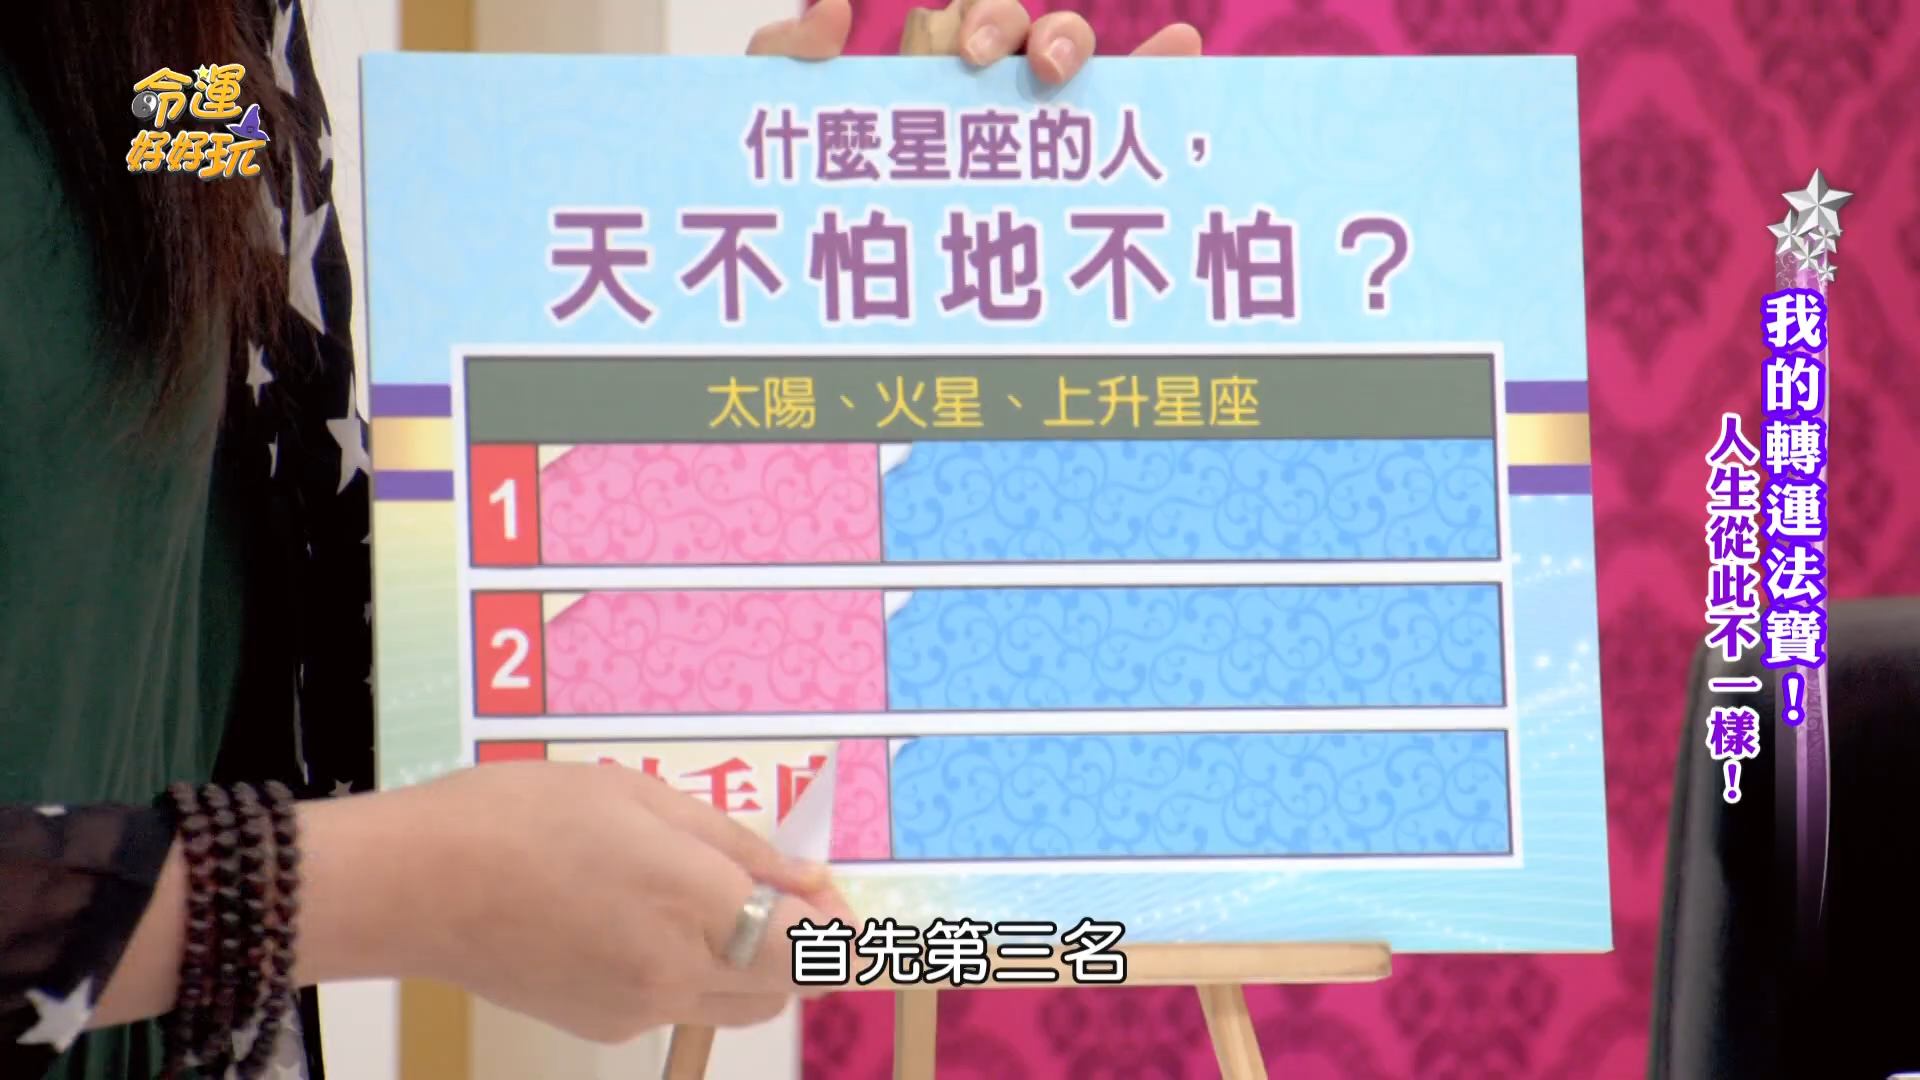 命運
好好玩
什麼星座的人，
天不怕地不怕？
太陽、火星、上升星座
1
2
手
首先第三名
我的轉運法寶！
人生從此不一樣！